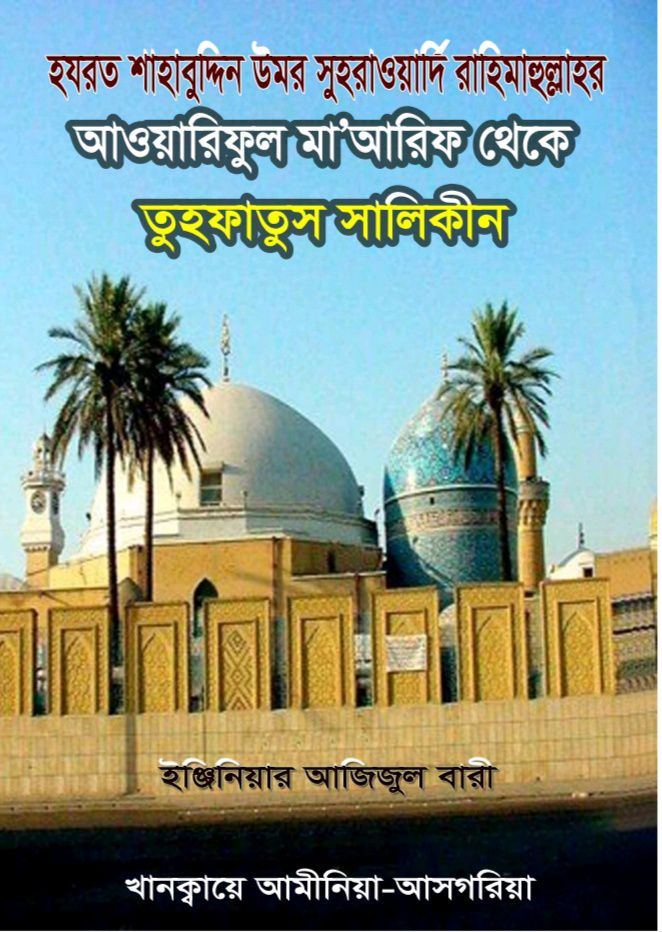 হযরত শাহাবুদ্দিন উমর সুহরাওয়ার্দি রাহিমাহুল্লাহর
আওয়ারিফুল মা’আরিফ থেকে
তুহফাতুস সালিকীন
ইঞ্জিনিয়ার আজিজুল বারী
খানক্বায়ে আমীনিয়া-আসগরিয়া